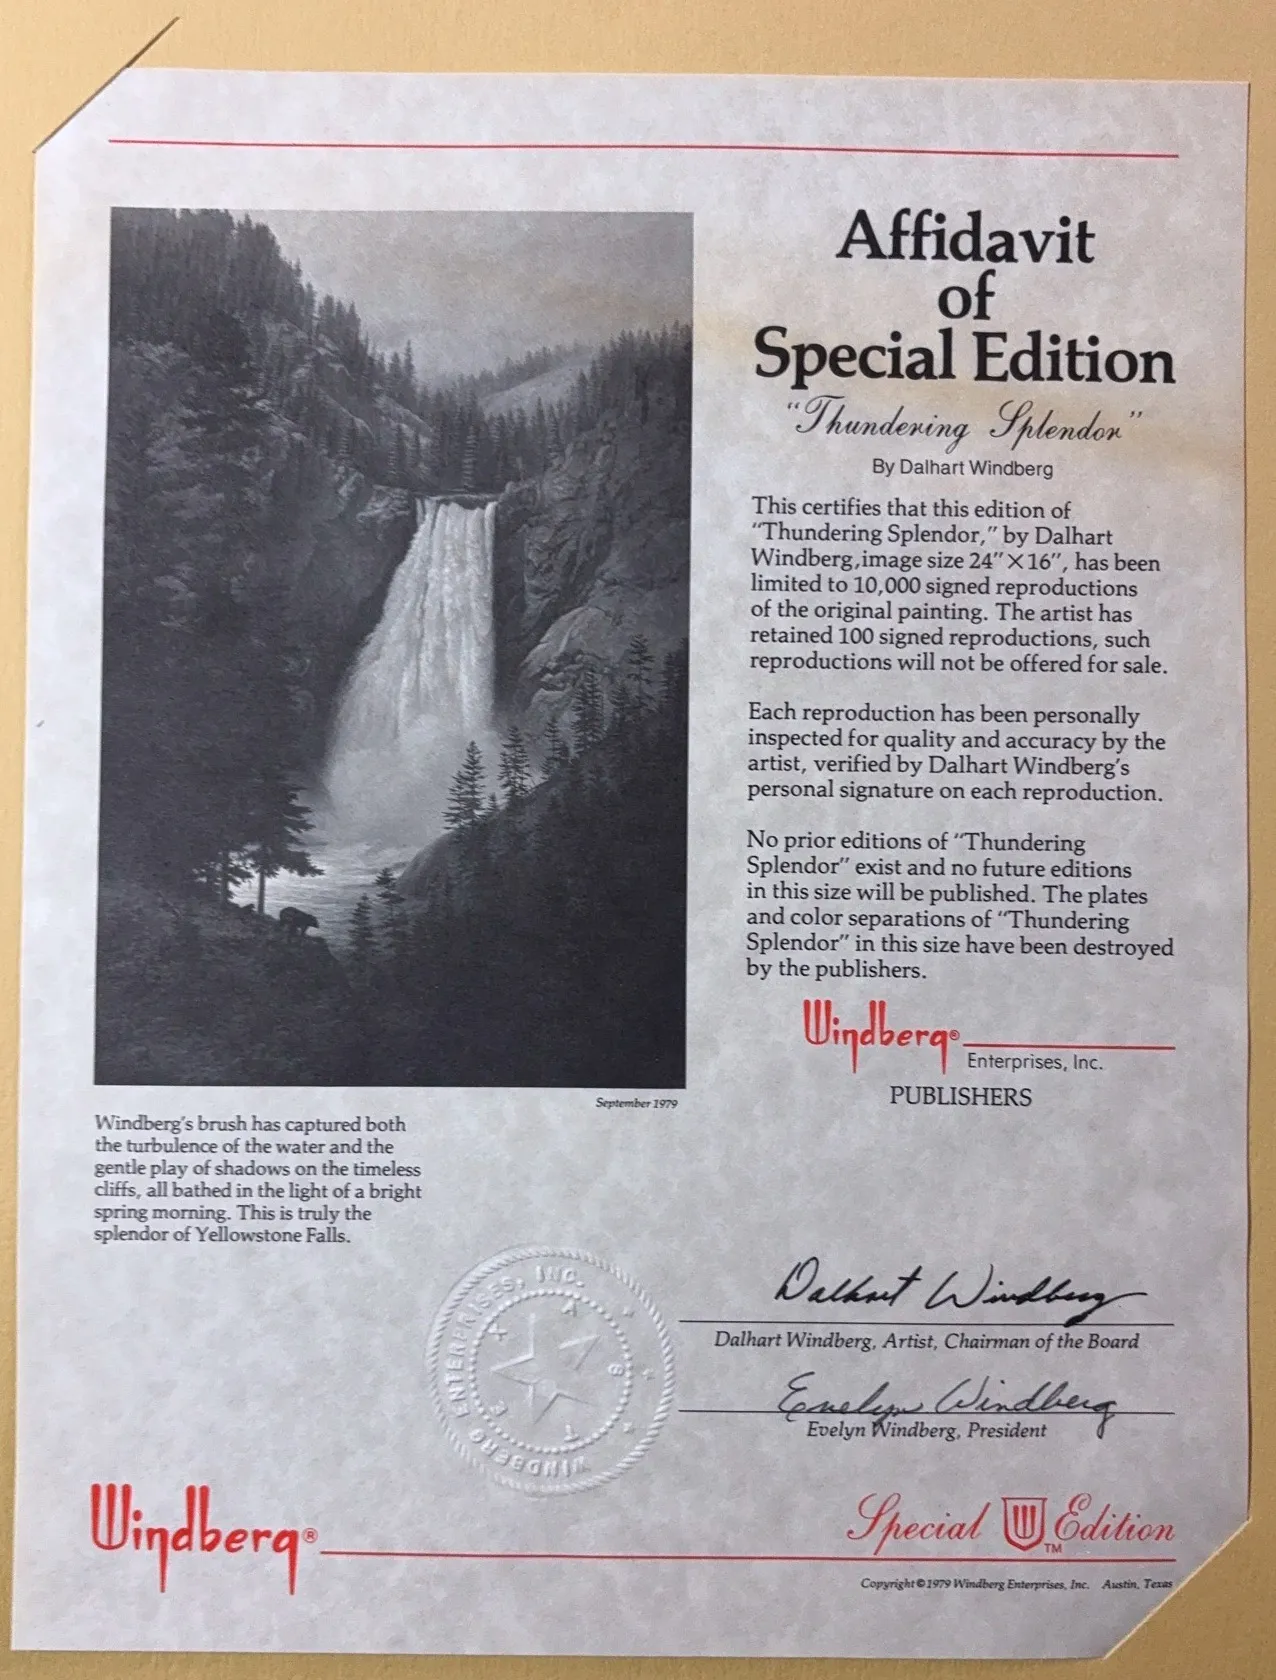 Affidavit
of
Special Edition
"Thundering Splendor"
By Dalhart Windberg
This certifies that this edition of
"Thundering Splendor," by Dalhart
Windberg, image size 24" X 16", has been
limited to 10,000 signed reproductions
of the original painting. The artist has
retained 100 signed reproductions, such
reproductions will not be offered for sale.
Each reproduction has been personally
inspected for quality and accuracy by the
artist, verified by Dalhart Windberg's
personal signature on each reproduction.
No prior editions of "Thundering
Splendor" exist and no future editions
in this size will be published. The plates
and color separations of "Thundering
Splendor" in this size have been destroyed
by the publishers.
Windberg®
Enterprises, Inc.
PUBLISHERS
September 1979
Windberg's brush has captured both
the turbulence of the water and the
gentle play of shadows on the timeless
cliffs, all bathed in the light of a bright
spring morning. This is truly the
splendor of Yellowstone Falls.
WINDBERG ENTERPRISES, INC.
TEXAS
Dalhart Windberg
Dalhart Windberg, Artist, Chairman of the Board
Evelyn Windberg
Evelyn Windberg, President
Windberg®
Special W Edition
TM
Copyright © 1979 Windberg Enterprises, Inc. Austin, Texas